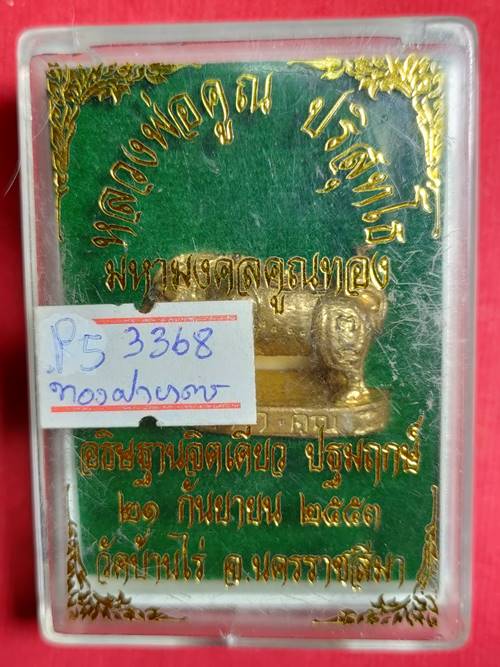 หลวงพ่อคูณ ปริสุทโธ
มหามงคลคูณทอง
P5 3368
ทองฝาบาตร
อธิษฐานจิตเดียว ปฐมฤกษ์
๒๑ กันยายน ๒๕๕๓
วัดบ้านไร่ จ.นครราชสีมา